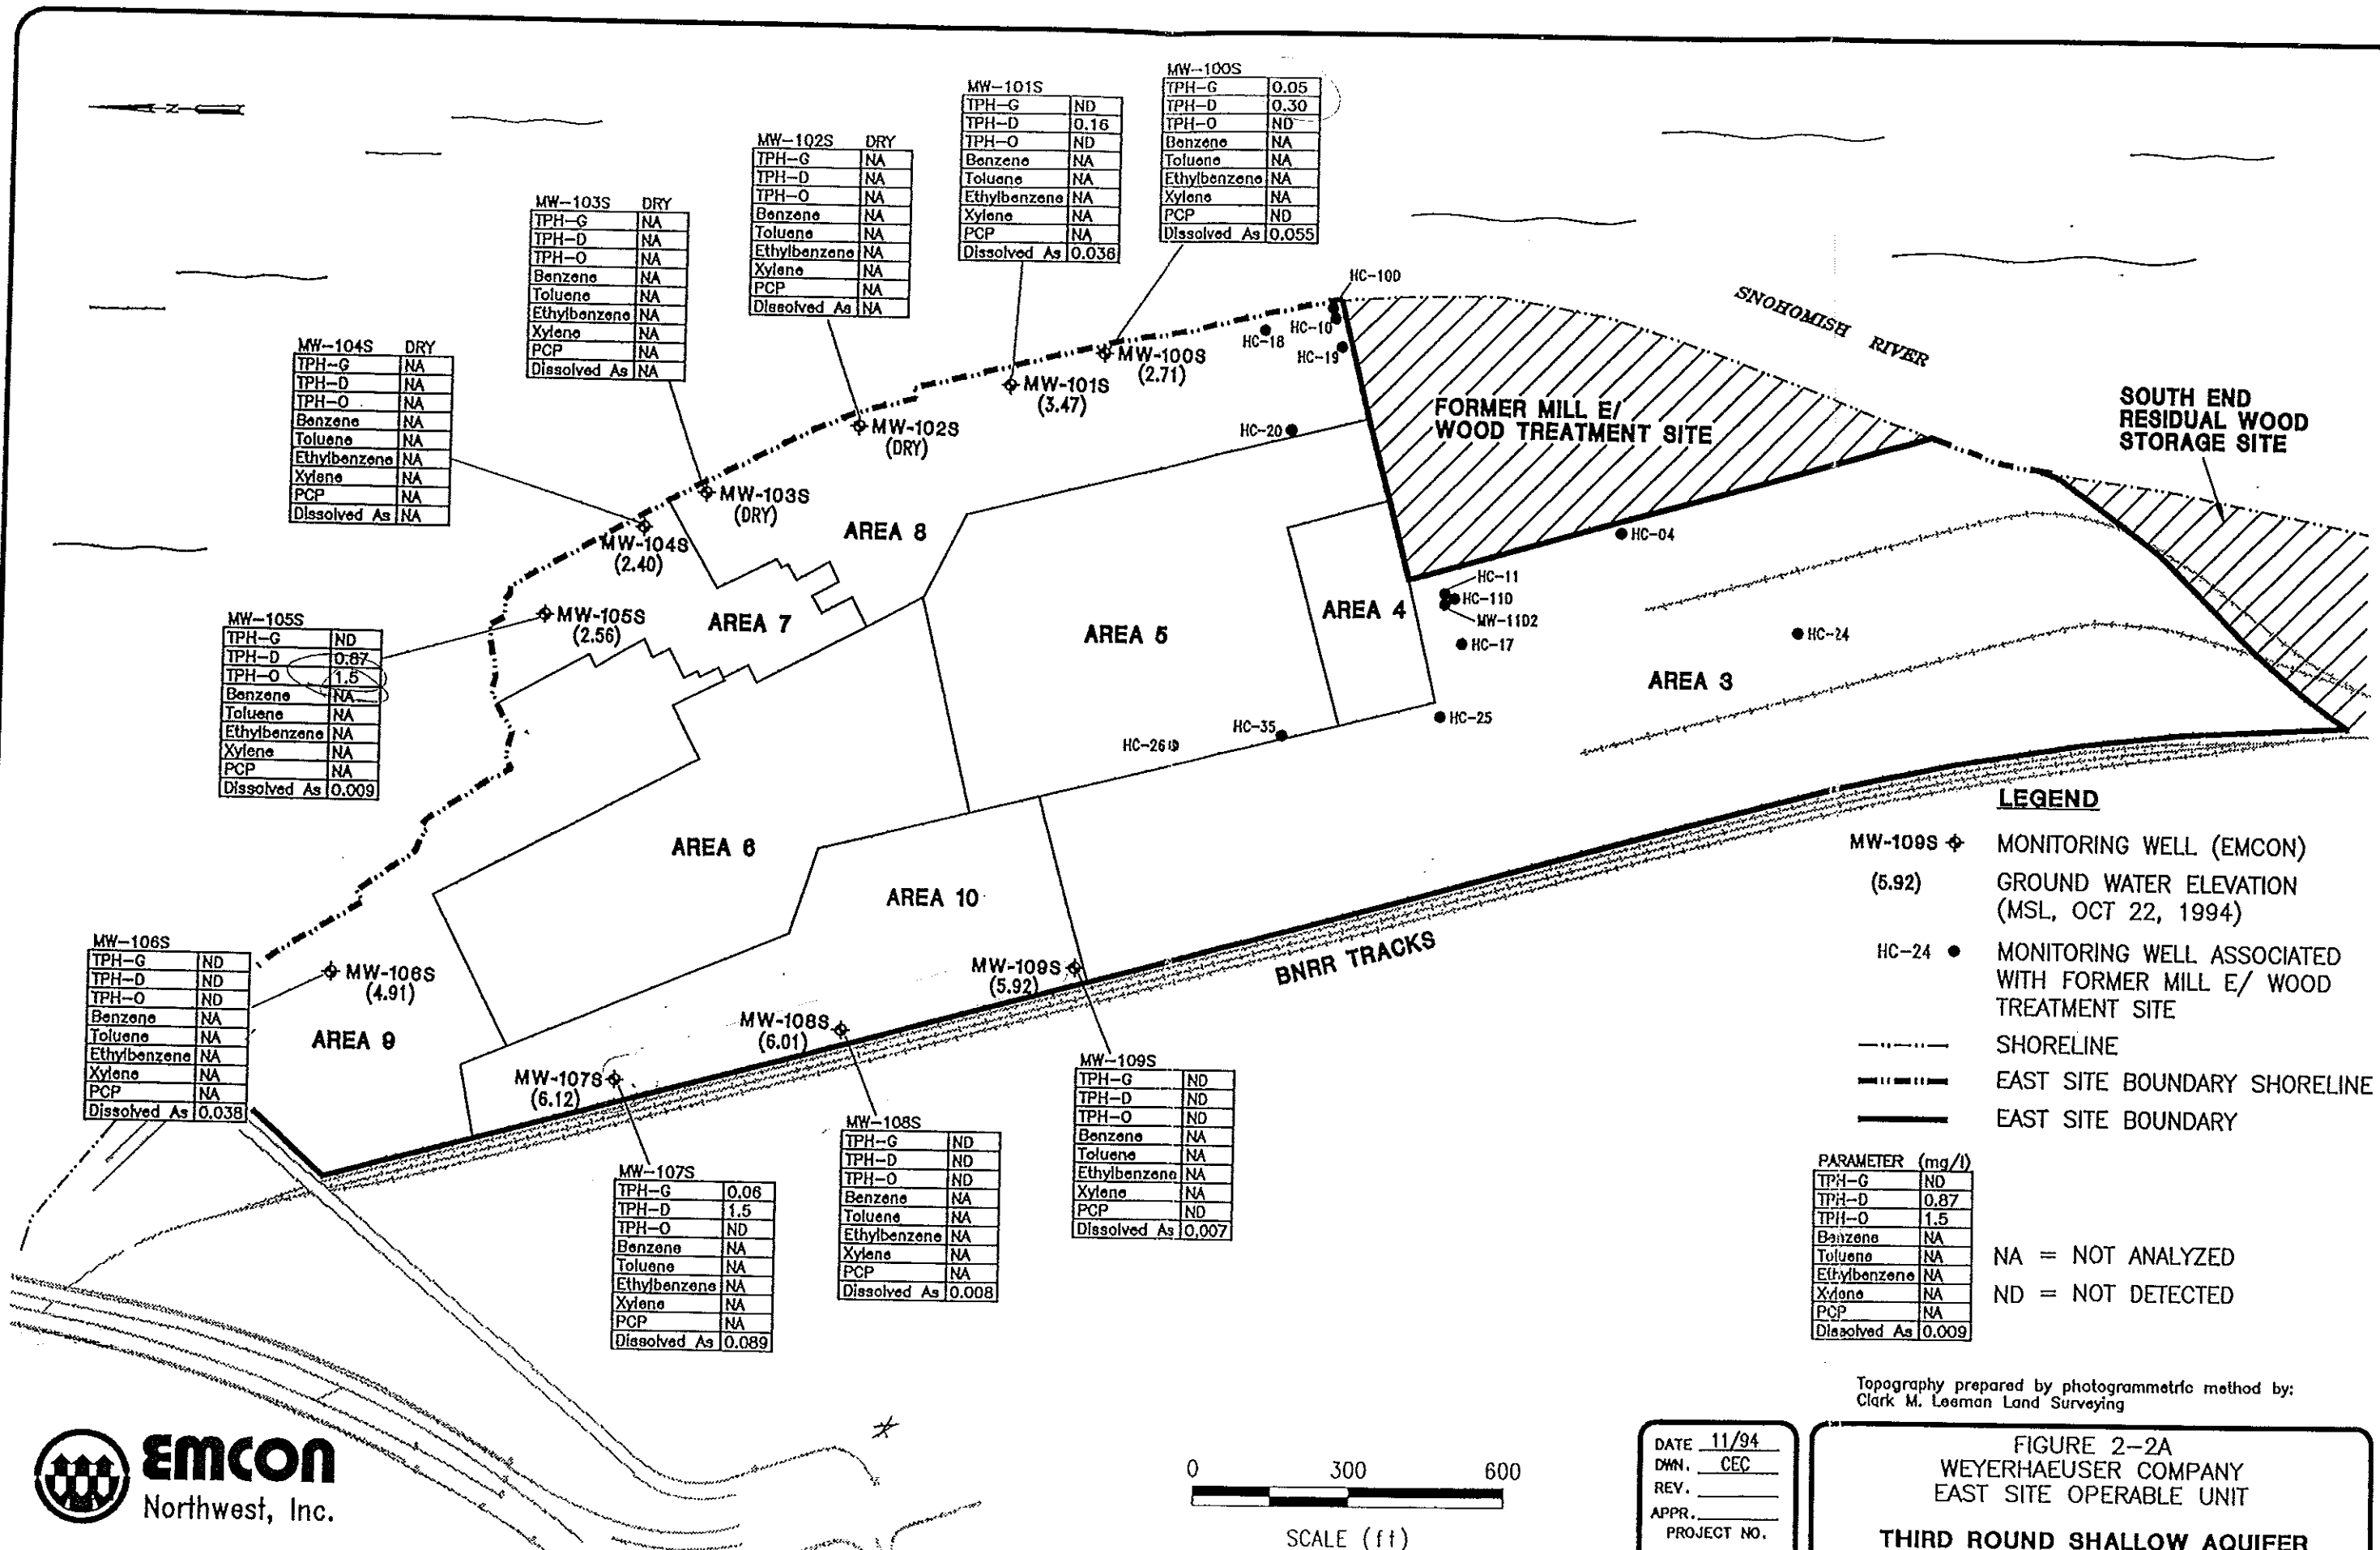 Z
MW-100S
TPH-G 0.05
TPH-D 0.30
TPH-O ND
Benzene NA
Toluene NA
Ethylbenzene NA
Xylene NA
PCP ND
Dissolved As 0.055
MW-101S
TPH-G ND
TPH-D 0.16
TPH-O ND
Benzene NA
Toluene NA
Ethylbenzene NA
Xylene NA
PCP NA
Dissolved As 0.036
MW-102S DRY
TPH-G NA
TPH-D NA
TPH-O NA
Benzene NA
Toluene NA
Ethylbenzene NA
Xylene NA
PCP NA
Dissolved As NA
MW-103S DRY
TPH-G NA
TPH-D NA
TPH-O NA
Benzene NA
Toluene NA
Ethylbenzene NA
Xylene NA
PCP NA
Dissolved As NA
MW-104S DRY
TPH-G NA
TPH-D NA
TPH-O NA
Benzene NA
Toluene NA
Ethylbenzene NA
Xylene NA
PCP NA
Dissolved As NA
MW-105S
TPH-G ND
TPH-D 0.87
TPH-O 1.5
Benzene NA
Toluene NA
Ethylbenzene NA
Xylene NA
PCP NA
Dissolved As 0.009
MW-106S
TPH-G ND
TPH-D ND
TPH-O ND
Benzene NA
Toluene NA
Ethylbenzene NA
Xylene NA
PCP NA
Dissolved As 0.038
MW-107S
TPH-G 0.06
TPH-D 1.5
TPH-O ND
Benzene NA
Toluene NA
Ethylbenzene NA
Xylene NA
PCP NA
Dissolved As 0.089
MW-108S
TPH-G ND
TPH-D ND
TPH-O ND
Benzene NA
Toluene NA
Ethylbenzene NA
Xylene NA
PCP NA
Dissolved As 0.008
MW-109S
TPH-G ND
TPH-D ND
TPH-O ND
Benzene NA
Toluene NA
Ethylbenzene NA
Xylene NA
PCP ND
Dissolved As 0.007
HC-10D
HC-10
HC-18
HC-19
HC-20
MW-100S
(2.71)
MW-101S
(3.47)
MW-102S
(DRY)
MW-103S
(DRY)
MW-104S
(2.40)
MW-105S
(2.56)
MW-106S
(4.91)
MW-107S
(6.12)
MW-108S
(6.01)
MW-109S
(5.92)
SNOHOMISH RIVER
FORMER MILL E/
WOOD TREATMENT SITE
SOUTH END
RESIDUAL WOOD
STORAGE SITE
HC-04
HC-11
HC-11D
MW-11D2
HC-17
HC-24
HC-25
HC-35
HC-26
AREA 8
AREA 7
AREA 5
AREA 4
AREA 3
AREA 6
AREA 10
AREA 9
BNRR TRACKS
LEGEND
MW-109S MONITORING WELL (EMCON)
(5.92) GROUND WATER ELEVATION
(MSL, OCT 22, 1994)
HC-24 MONITORING WELL ASSOCIATED
WITH FORMER MILL E/ WOOD
TREATMENT SITE
SHORELINE
EAST SITE BOUNDARY SHORELINE
EAST SITE BOUNDARY
PARAMETER (mg/l)
TPH-G ND
TPH-D 0.87
TPH-O 1.5
Benzene NA
Toluene NA
Ethylbenzene NA
Xylene NA
PCP NA
Dissolved As 0.009
NA = NOT ANALYZED
ND = NOT DETECTED
Topography prepared by photogrammetric method by:
Clark M. Leeman Land Surveying
EMCON
Northwest, Inc.
0 300 600
SCALE (ft)
DATE 11/94
DWN. CEC
REV.
APPR.
PROJECT NO.
FIGURE 2-2A
WEYERHAEUSER COMPANY
EAST SITE OPERABLE UNIT
THIRD ROUND SHALLOW AQUIFER